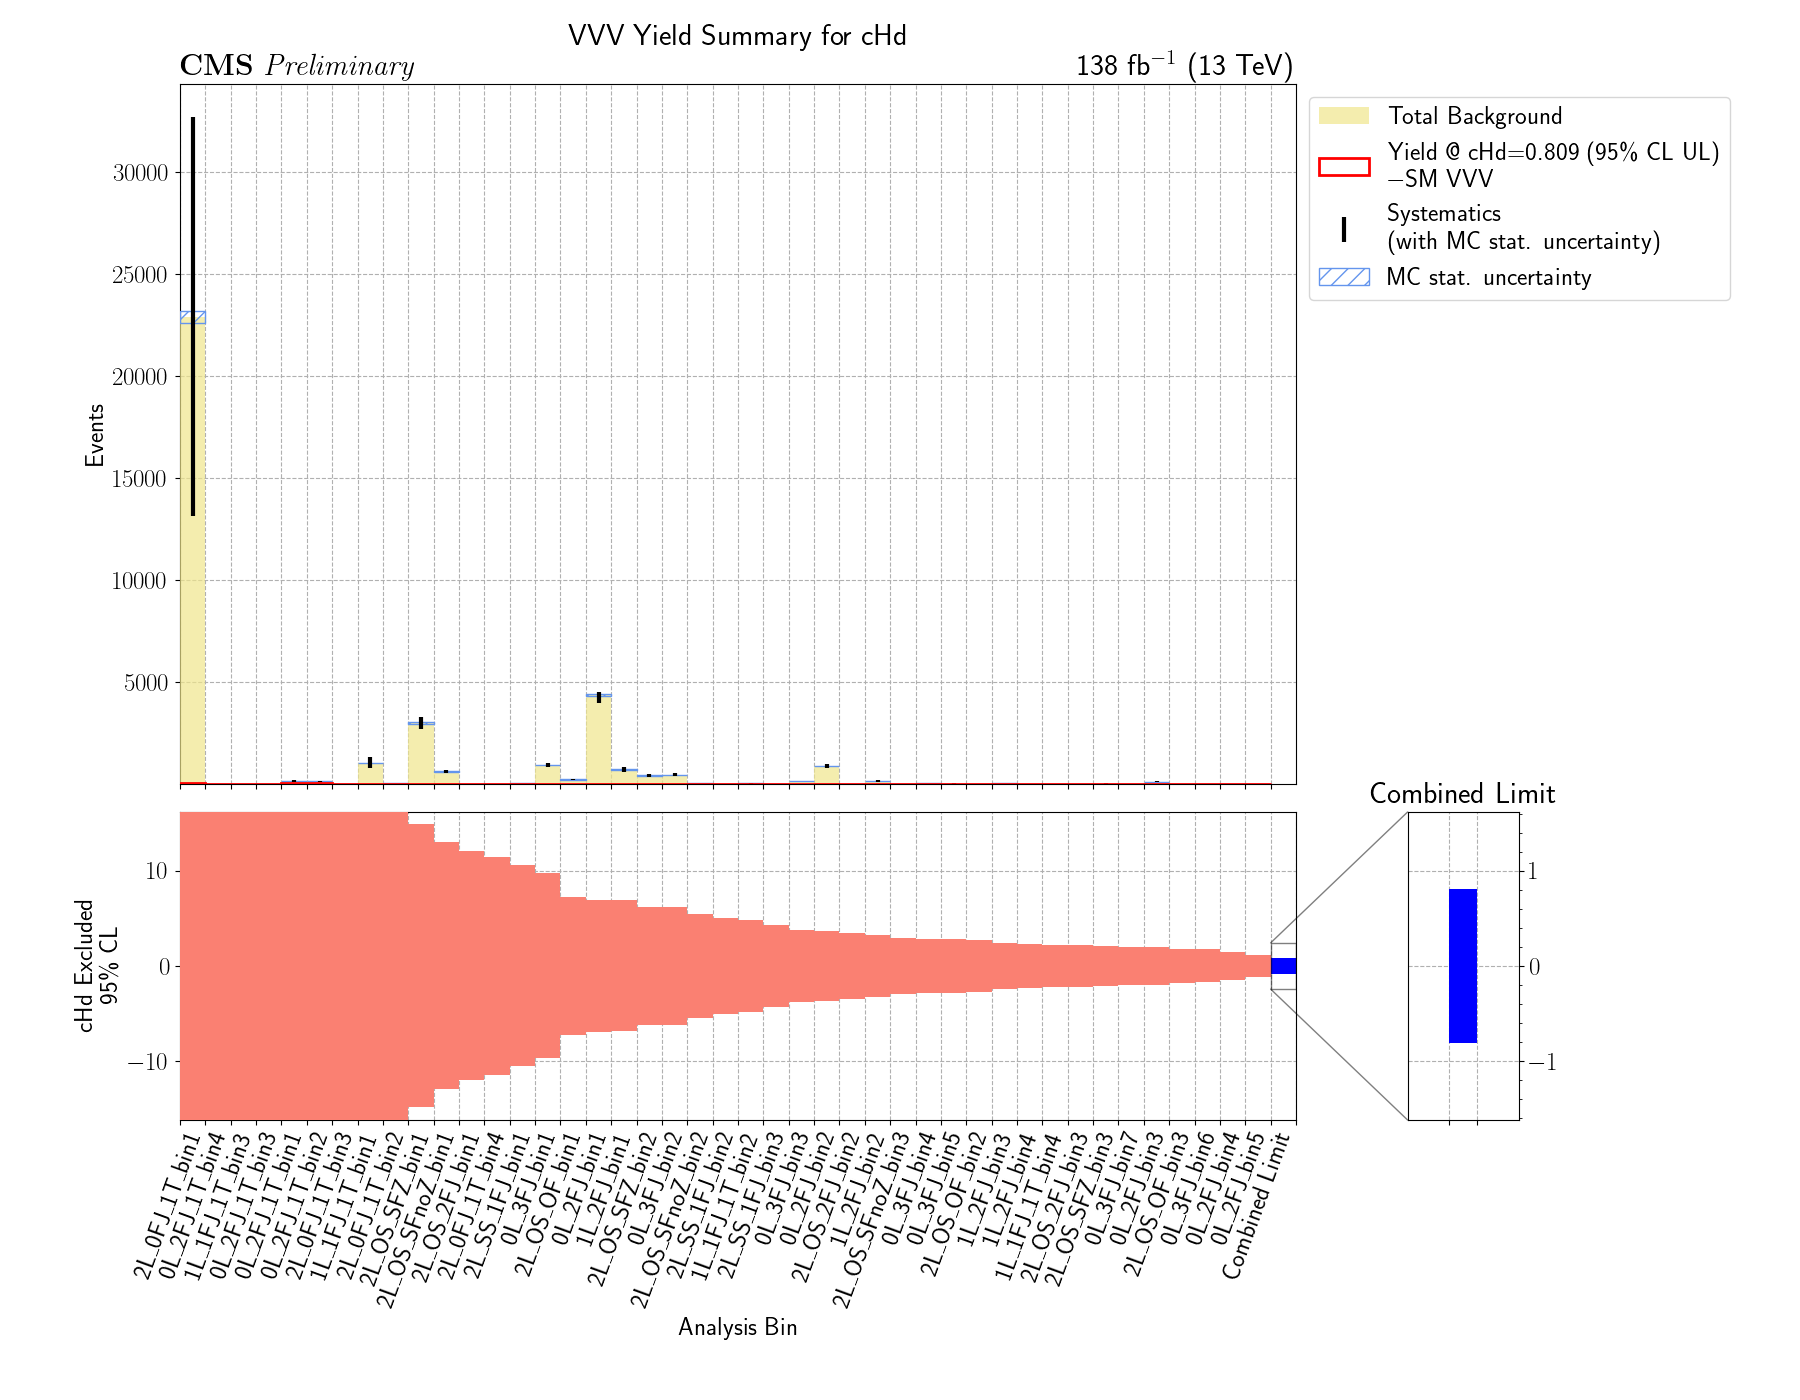 VVV Yield Summary for cHd
CMS Preliminary
138 fb⁻¹ (13 TeV)
Total Background
Yield @ cHd=0.809 (95% CL UL)
−SM VVV
Systematics
(with MC stat. uncertainty)
MC stat. uncertainty
30000
25000
20000
15000
10000
5000
Events
Combined Limit
10
0
−10
cHd Excluded
95% CL
1
0
−1
2L_0FJ_1T_bin1
0L_2FJ_1T_bin4
1L_1FJ_1T_bin3
0L_2FJ_1T_bin3
0L_2FJ_1T_bin1
0L_2FJ_1T_bin2
2L_0FJ_1T_bin3
1L_1FJ_1T_bin1
2L_0FJ_1T_bin2
2L_OS_SFZ_bin1
2L_OS_SFnoZ_bin1
2L_OS_2FJ_bin1
2L_0FJ_1T_bin4
2L_SS_1FJ_bin1
0L_3FJ_bin1
2L_OS_OF_bin1
0L_2FJ_bin1
1L_2FJ_bin1
2L_OS_SFZ_bin2
0L_3FJ_bin2
2L_OS_SFnoZ_bin2
2L_SS_1FJ_bin2
1L_1FJ_1T_bin2
2L_SS_1FJ_bin3
0L_3FJ_bin3
0L_2FJ_bin2
2L_OS_2FJ_bin2
1L_2FJ_bin2
2L_OS_SFnoZ_bin3
0L_3FJ_bin4
0L_3FJ_bin5
2L_OS_OF_bin2
1L_2FJ_bin3
1L_2FJ_bin4
1L_1FJ_1T_bin4
2L_OS_2FJ_bin3
2L_OS_SFZ_bin3
0L_3FJ_bin7
0L_2FJ_bin3
2L_OS_OF_bin3
0L_3FJ_bin6
0L_2FJ_bin4
0L_2FJ_bin5
Combined Limit
Analysis Bin